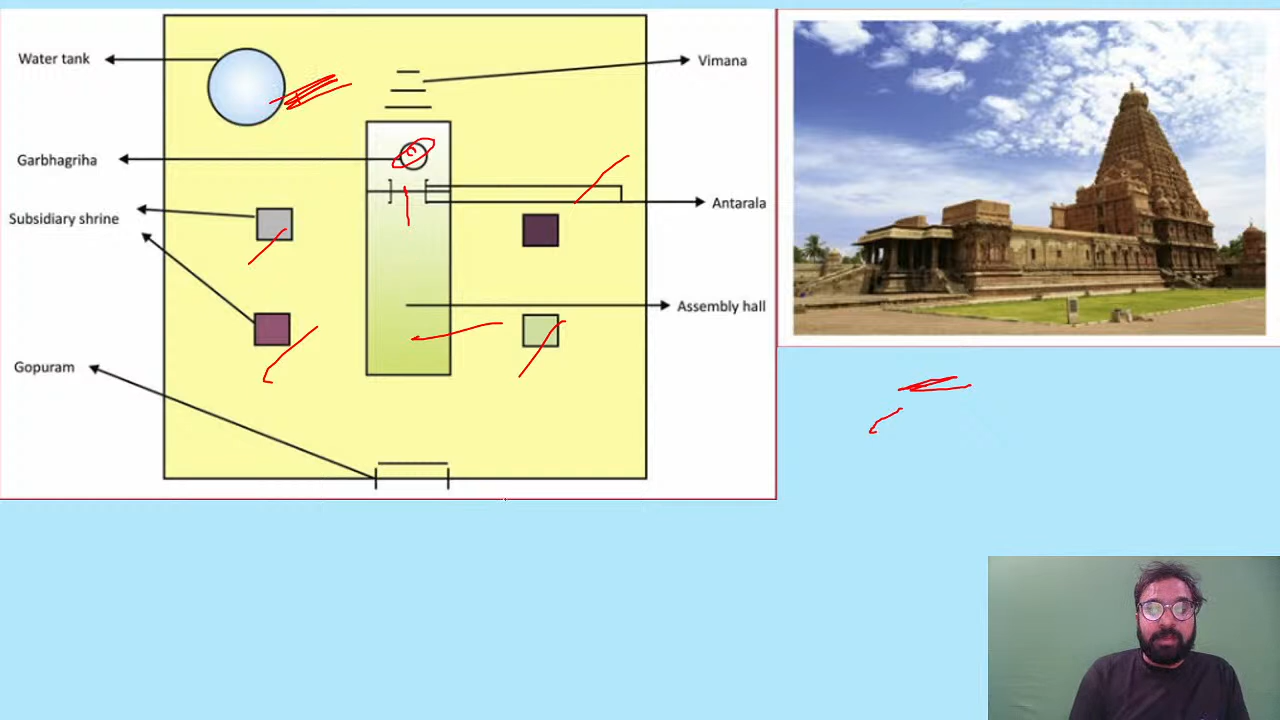 Water tank
Vimana
Garbhagriha
Antarala
Subsidiary shrine
Assembly hall
Gopuram